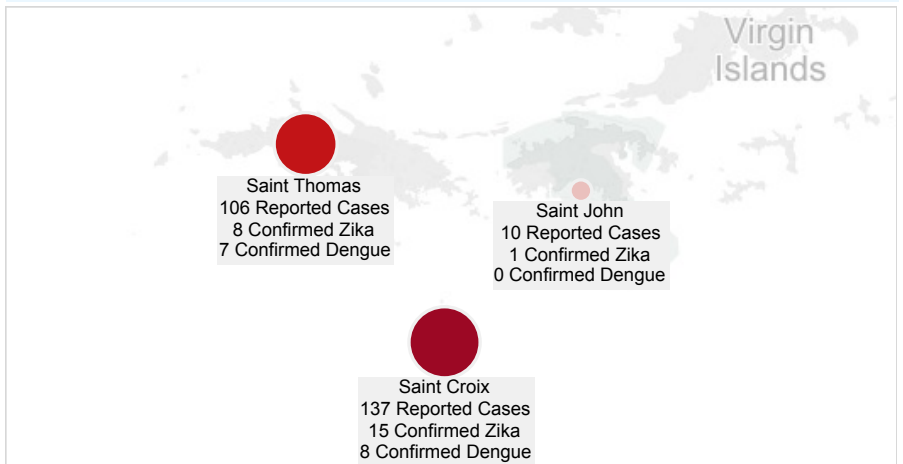 Virgin
Islands
Saint Thomas
106 Reported Cases
8 Confirmed Zika
7 Confirmed Dengue
Saint John
10 Reported Cases
1 Confirmed Zika
0 Confirmed Dengue
Saint Croix
137 Reported Cases
15 Confirmed Zika
8 Confirmed Dengue